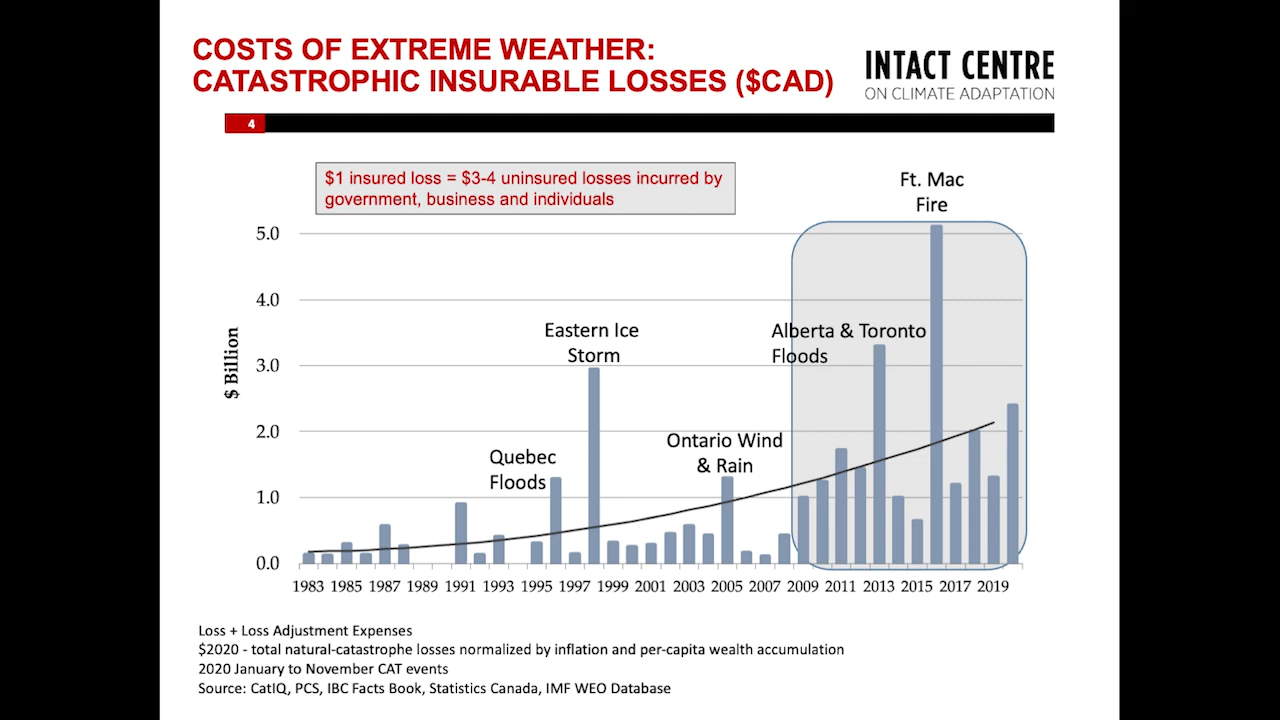 COSTS OF EXTREME WEATHER:
CATASTROPHIC INSURABLE LOSSES ($CAD)
INTACT CENTRE
ON CLIMATE ADAPTATION
4
$1 insured loss = $3-4 uninsured losses incurred by
government, business and individuals
Ft. Mac
Fire
5.0
4.0
Eastern Ice
Storm
Alberta & Toronto
Floods
3.0
$ Billion
2.0
Ontario Wind
& Rain
Quebec
Floods
1.0
0.0
1983 1985 1987 1989 1991 1993 1995 1997 1999 2001 2003 2005 2007 2009 2011 2013 2015 2017 2019
Loss + Loss Adjustment Expenses
$2020 - total natural-catastrophe losses normalized by inflation and per-capita wealth accumulation
2020 January to November CAT events
Source: CatIQ, PCS, IBC Facts Book, Statistics Canada, IMF WEO Database